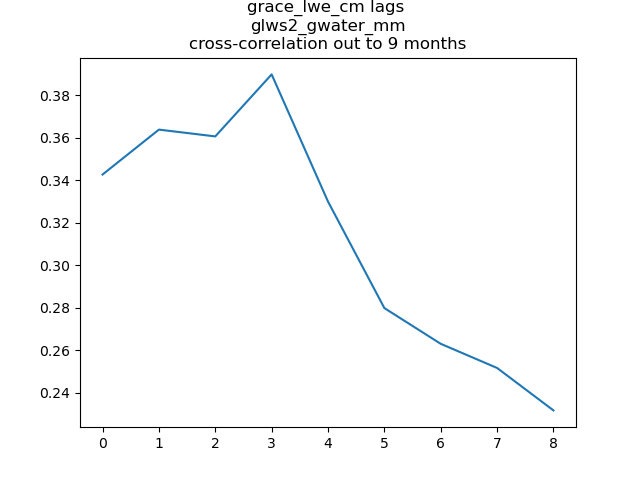 grace_lwe_cm lags
glws2_gwater_mm
cross-correlation out to 9 months
0.38
0.36
0.34
0.32
0.30
0.28
0.26
0.24
0 1 2 3 4 5 6 7 8